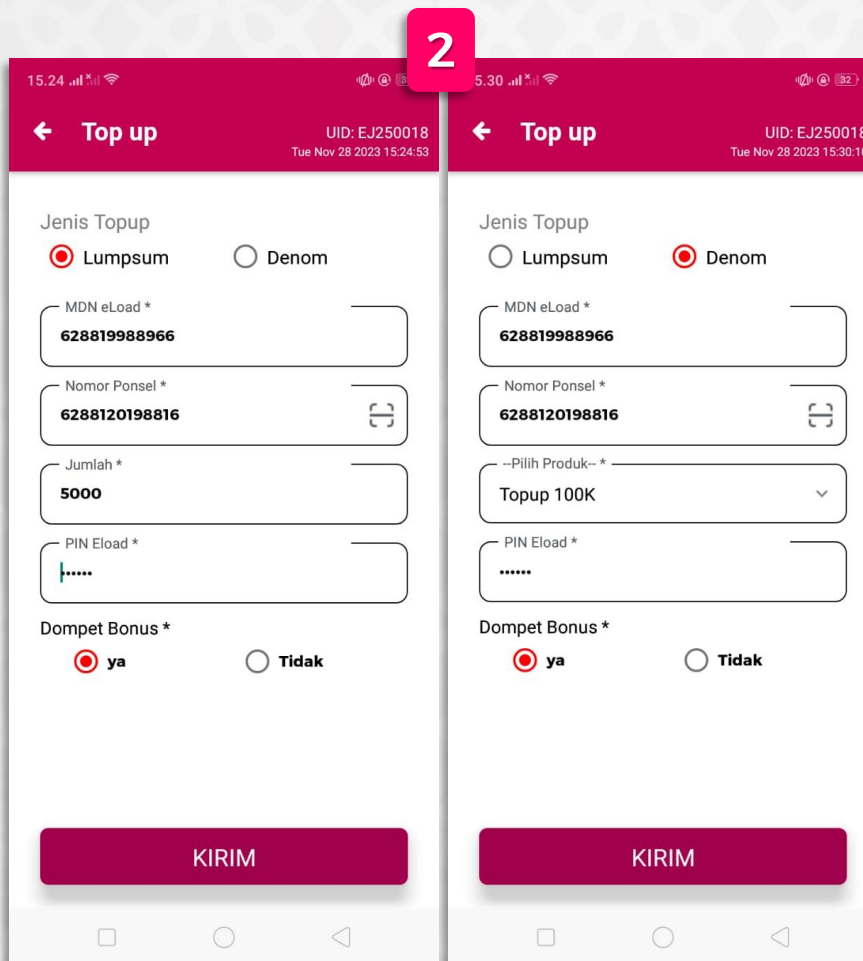 2
15.24
Top up
UID: EJ250018
Tue Nov 28 2023 15:24:53
Jenis Topup
Lumpsum
Denom
MDN eLoad *
628819988966
Nomor Ponsel *
6288120198816
Jumlah *
5000
PIN Eload *
••••••
Dompet Bonus *
ya
Tidak
KIRIM
5.30
32
Top up
UID: EJ250018
Tue Nov 28 2023 15:30:10
Jenis Topup
Lumpsum
Denom
MDN eLoad *
628819988966
Nomor Ponsel *
6288120198816
--Pilih Produk-- *
Topup 100K
PIN Eload *
••••••
Dompet Bonus *
ya
Tidak
KIRIM